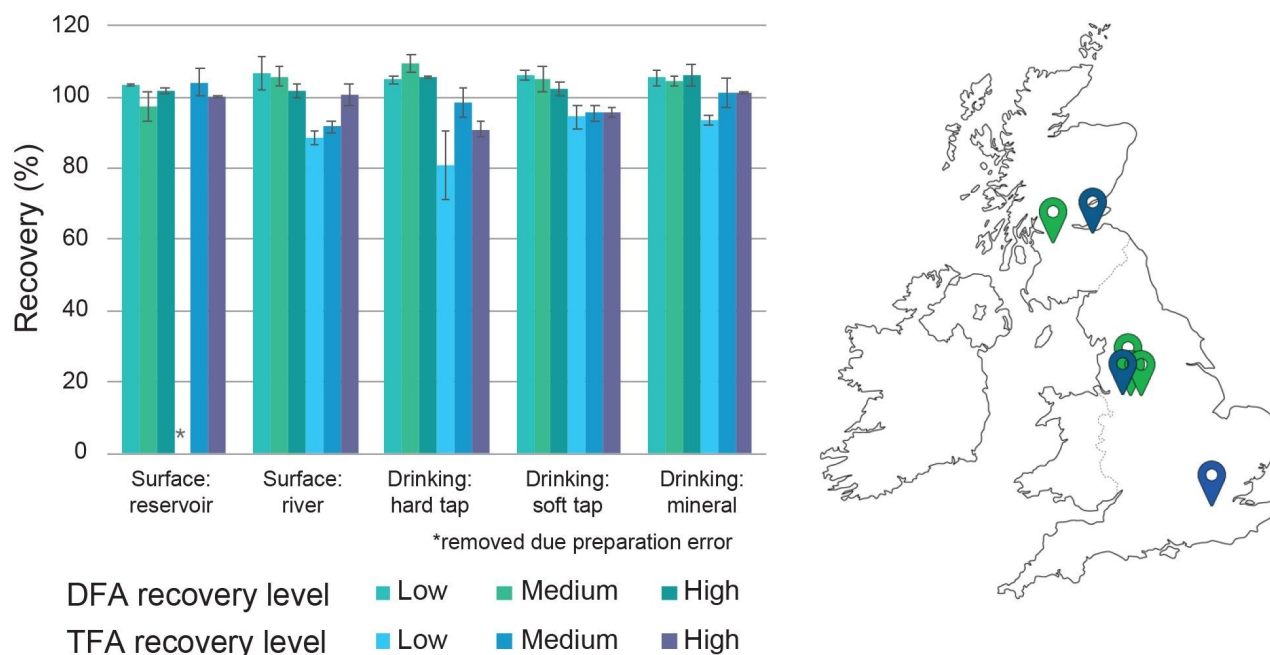 120
100
80
60
40
20
0
Recovery (%)
*
Surface: reservoir
Surface: river
Drinking: hard tap
Drinking: soft tap
Drinking: mineral
*removed due preparation error
DFA recovery level Low Medium High
TFA recovery level Low Medium High